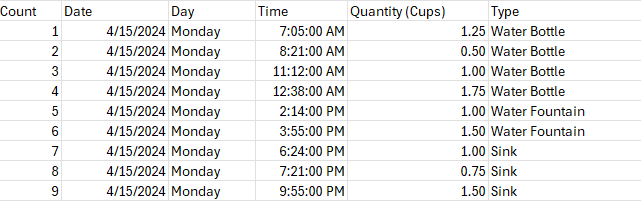 Count Date Day Time Quantity (Cups) Type
1 4/15/2024 Monday 7:05:00 AM 1.25 Water Bottle
2 4/15/2024 Monday 8:21:00 AM 0.50 Water Bottle
3 4/15/2024 Monday 11:12:00 AM 1.00 Water Bottle
4 4/15/2024 Monday 12:38:00 AM 1.75 Water Bottle
5 4/15/2024 Monday 2:14:00 PM 1.00 Water Fountain
6 4/15/2024 Monday 3:55:00 PM 1.50 Water Fountain
7 4/15/2024 Monday 6:24:00 PM 1.00 Sink
8 4/15/2024 Monday 7:21:00 PM 0.75 Sink
9 4/15/2024 Monday 9:55:00 PM 1.50 Sink